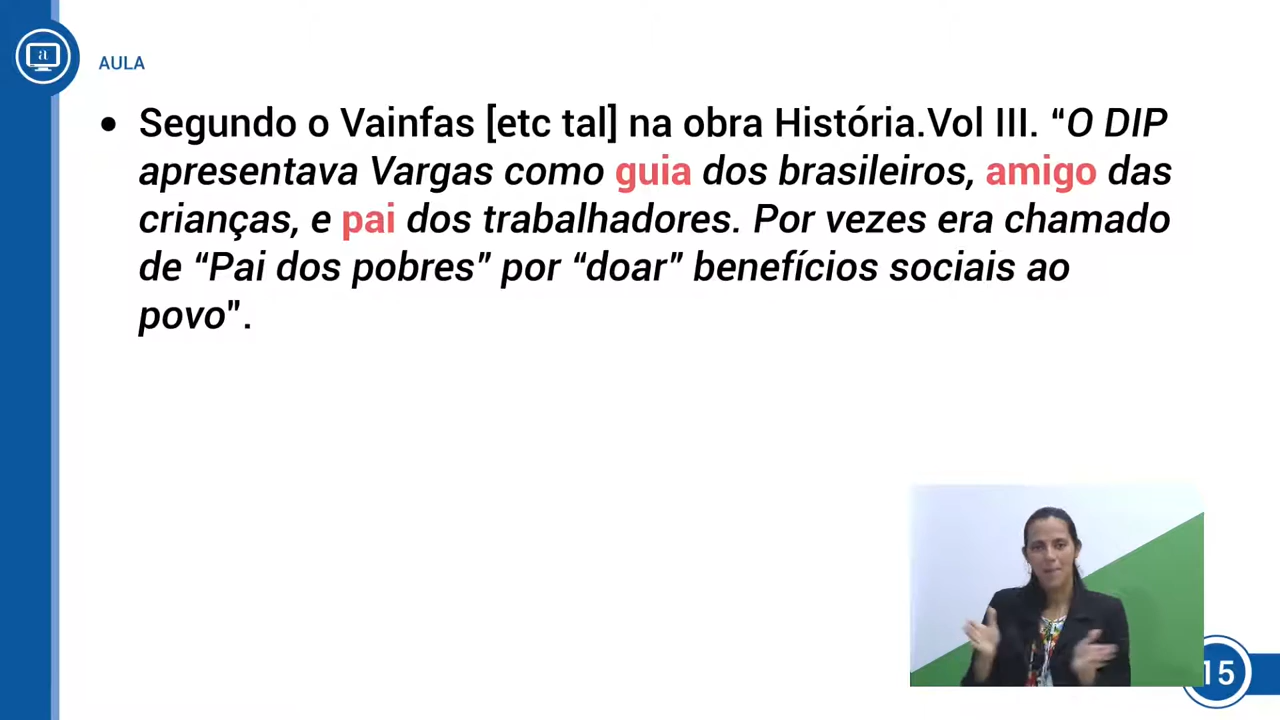 a
AULA
• Segundo o Vainfas [etc tal] na obra História.Vol III. “O DIP
apresentava Vargas como guia dos brasileiros, amigo das
crianças, e pai dos trabalhadores. Por vezes era chamado
de “Pai dos pobres” por “doar” benefícios sociais ao
povo”.
15